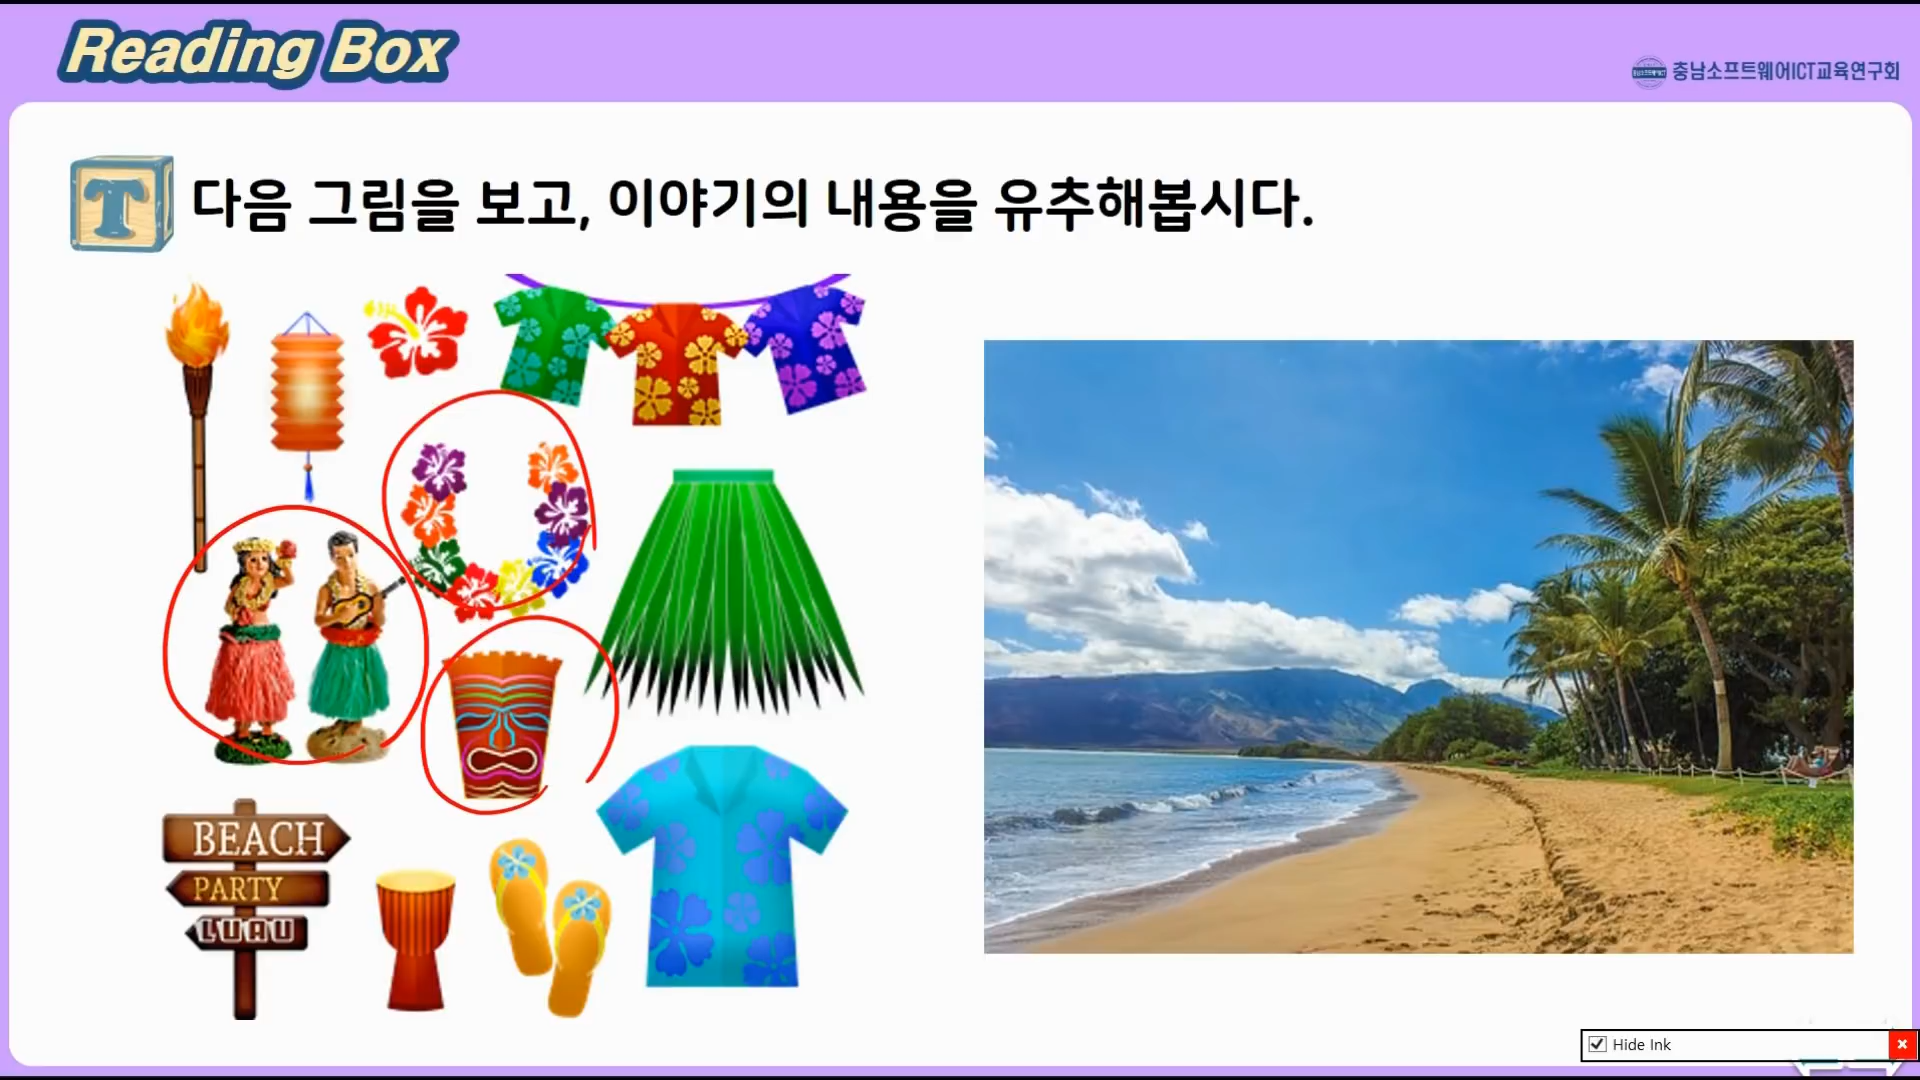 Reading Box
충남소프트웨어ICT교육연구회
T 다음 그림을 보고, 이야기의 내용을 유추해봅시다.
BEACH
PARTY
LUAU
Hide Ink